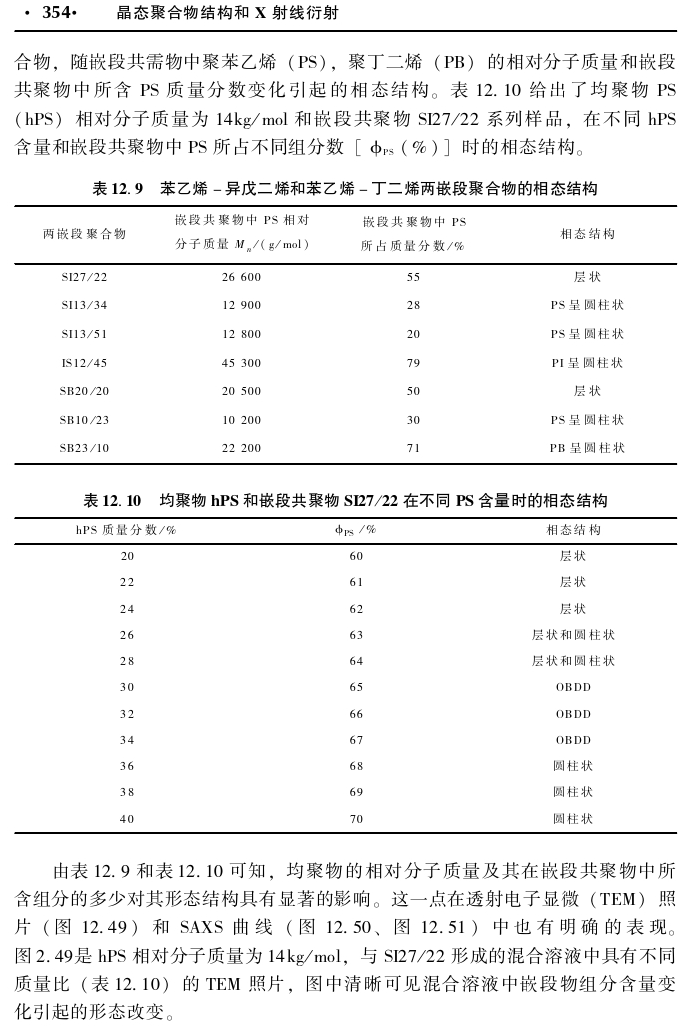 · 354· 晶态聚合物结构和 X 射线衍射
合物，随嵌段共需物中聚苯乙烯（PS），聚丁二烯（PB）的相对分子质量和嵌段
共聚物中所含 PS 质量分数变化引起的相态结构。表 12. 10 给出了均聚物 PS
(hPS) 相对分子质量为 14kg/mol 和嵌段共聚物 SI27/22 系列样品，在不同 hPS
含量和嵌段共聚物中 PS 所占不同组分数［ ϕPS (%)］时的相态结构。
表 12. 9 苯乙烯 – 异戊二烯和苯乙烯 – 丁二烯两嵌段聚合物的相态结构
两嵌段聚合物 嵌段共聚物中 PS 相对分子质量 Mn/(g/mol) 嵌段共聚物中 PS 所占质量分数/% 相态结构
SI27/22 26 600 55 层状
SI13/34 12 900 28 PS 呈圆柱状
SI13/51 12 800 20 PS 呈圆柱状
IS12/45 45 300 79 PI 呈圆柱状
SB20/20 20 500 50 层状
SB10/23 10 200 30 PS 呈圆柱状
SB23/10 22 200 71 PB 呈圆柱状
表 12. 10 均聚物 hPS 和嵌段共聚物 SI27/22 在不同 PS 含量时的相态结构
hPS 质量分数/% ϕPS /% 相态结构
20 60 层状
22 61 层状
24 62 层状
26 63 层状和圆柱状
28 64 层状和圆柱状
30 65 OBDD
32 66 OBDD
34 67 OBDD
36 68 圆柱状
38 69 圆柱状
40 70 圆柱状
由表 12. 9 和表 12. 10 可知，均聚物的相对分子质量及其在嵌段共聚物中所
含组分的多少对其形态结构具有显著的影响。这一点在透射电子显微（TEM）照
片（图 12. 49）和 SAXS 曲线（图 12. 50、图 12. 51）中也有明确的表现。
图 2. 49是 hPS 相对分子质量为 14kg/mol，与 SI27/22 形成的混合溶液中具有不同
质量比（表 12. 10）的 TEM 照片，图中清晰可见混合溶液中嵌段物组分含量变
化引起的形态改变。